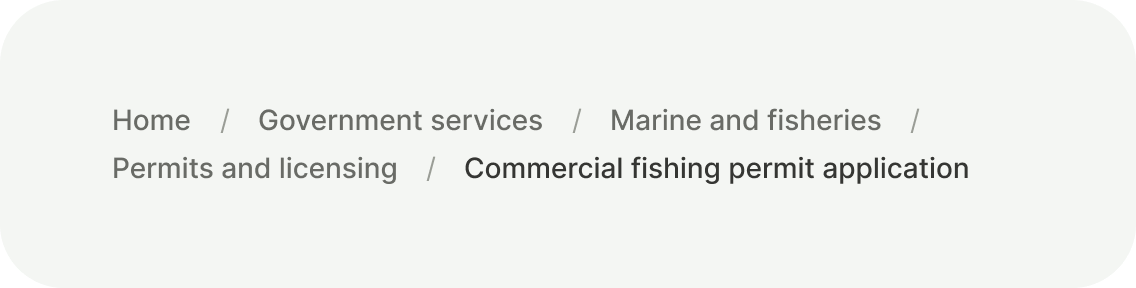 Home / Government services / Marine and fisheries /
Permits and licensing / Commercial fishing permit application